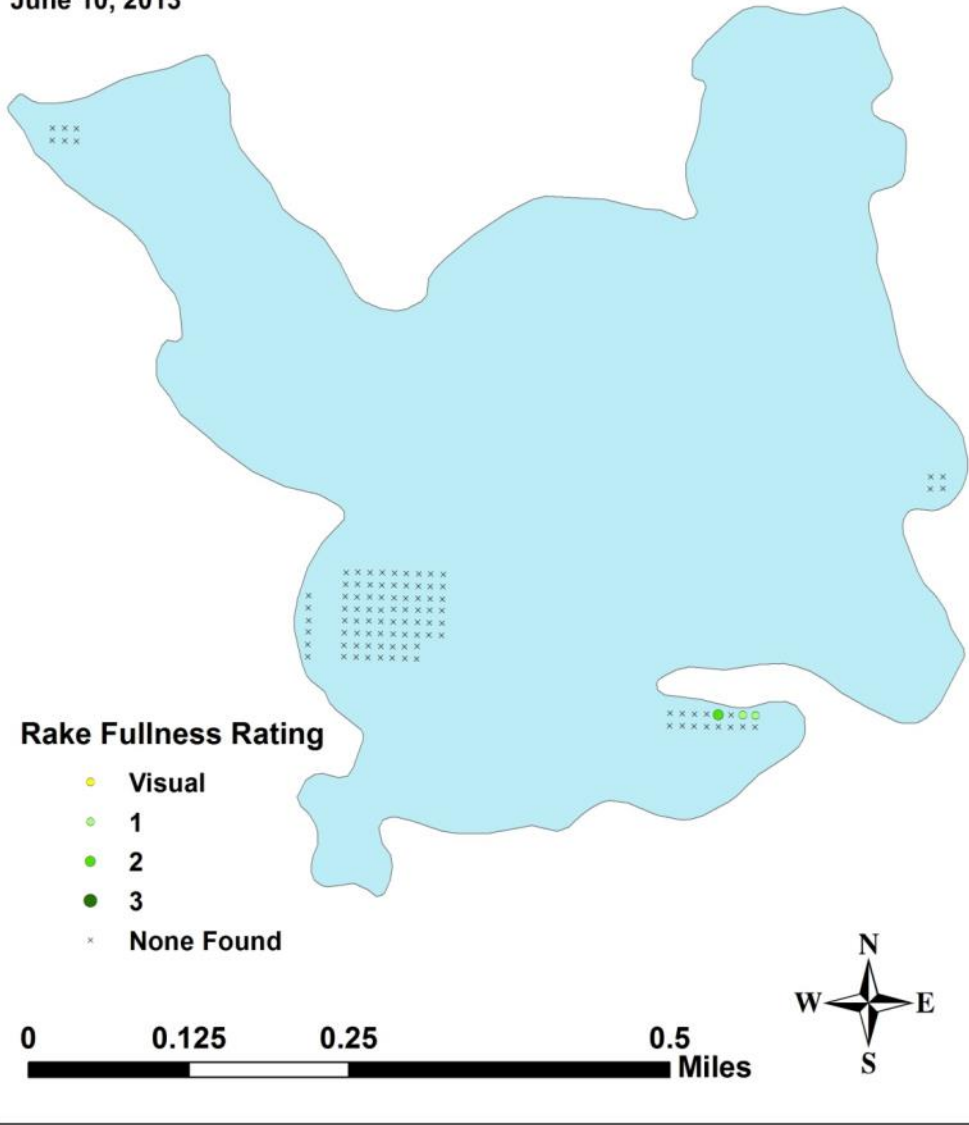 June 10, 2013
Rake Fullness Rating
Visual
1
2
3
None Found
N
W E
S
0 0.125 0.25 0.5
Miles